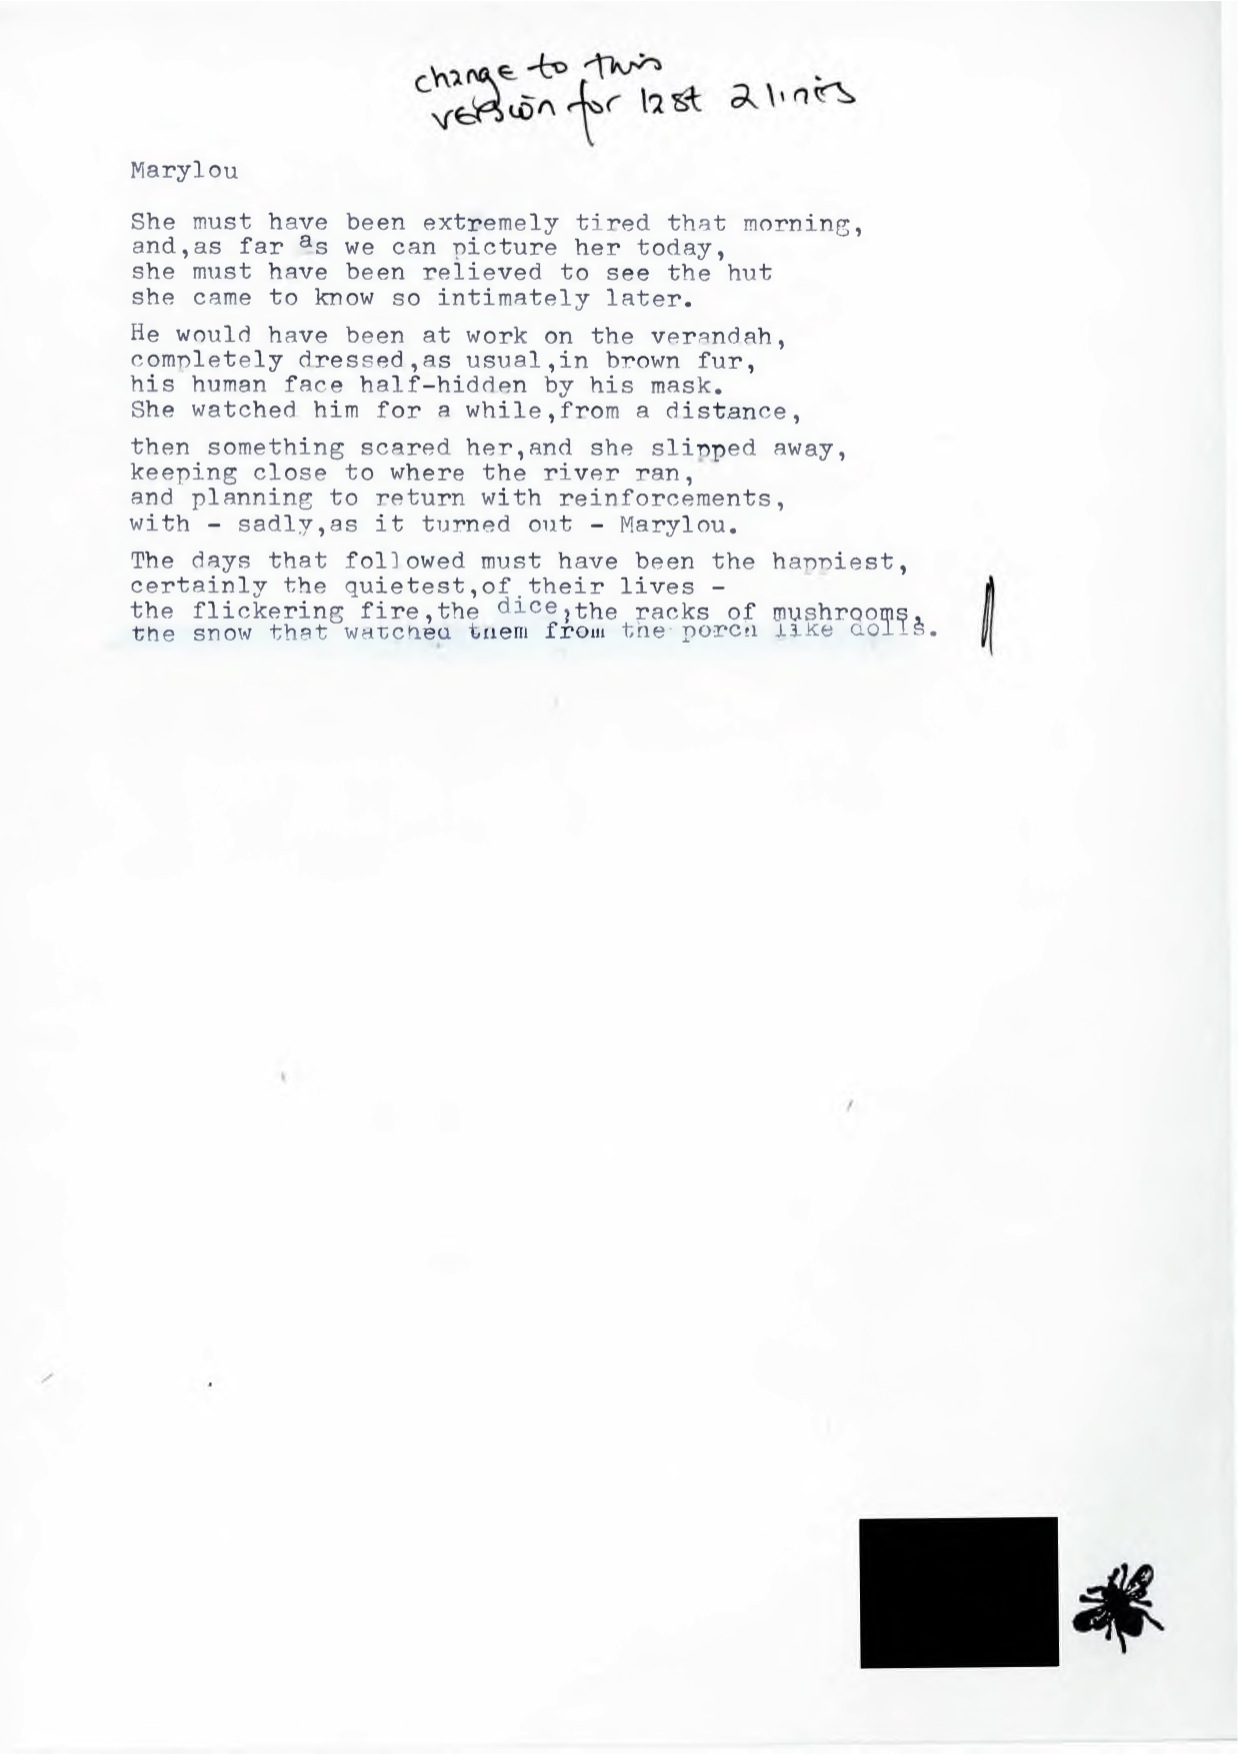 change to this
version for last 2 lines
Marylou
She must have been extremely tired that morning,
and,as far as we can picture her today,
she must have been relieved to see the hut
she came to know so intimately later.
He would have been at work on the verandah,
completely dressed,as usual,in brown fur,
his human face half-hidden by his mask.
She watched him for a while,from a distance,
then something scared her,and she slipped away,
keeping close to where the river ran,
and planning to return with reinforcements,
with - sadly,as it turned out - Marylou.
The days that followed must have been the happiest,
certainly the quietest,of their lives -
the flickering fire,the dice,the racks of mushrooms,
the snow that watched them from the porch like dolls.